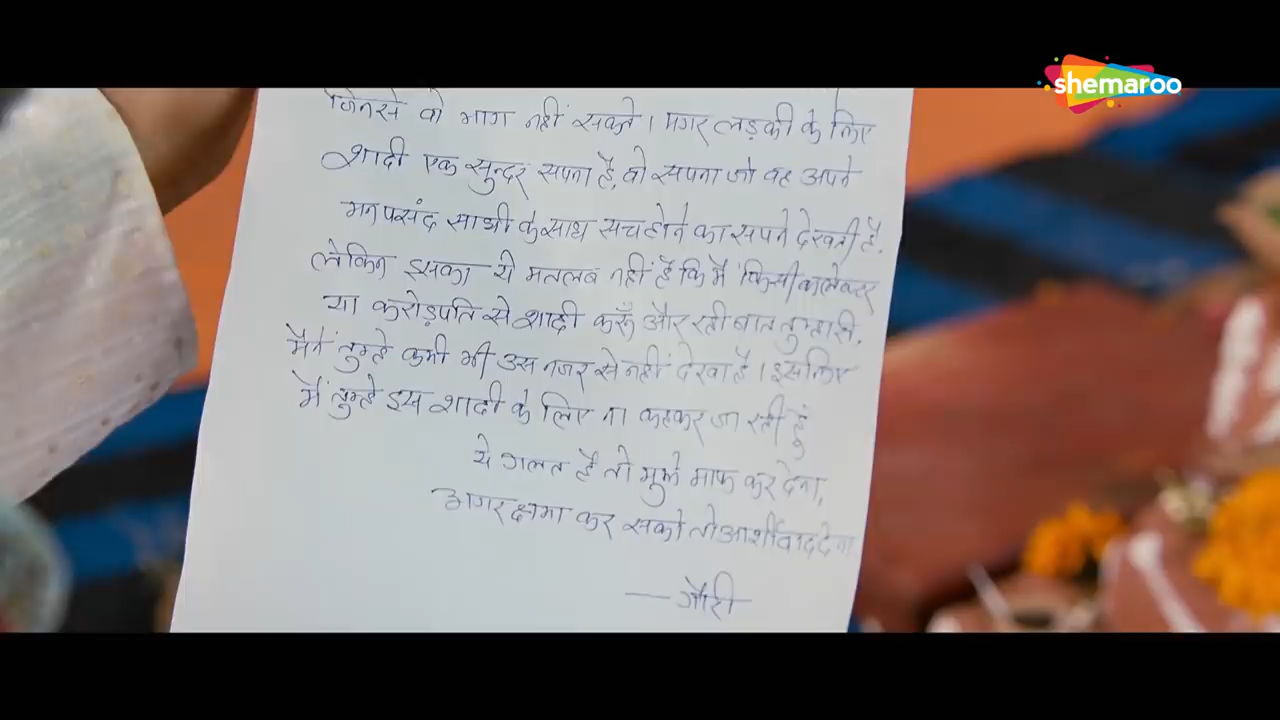 shemaroo
जिनसे वो भाग नहीं सकते। मगर लड़की के लिए
शादी एक सुन्दर सपना है, वो सपना जो वह अपने
मन पसंद साथी के साथ सच होने का सपने देखती है,
लेकिन इसका ये मतलब नहीं है कि मैं किसी कलेक्टर
या करोड़पति से शादी करूँ और रही बात तुम्हारी,
मैंने तुम्हे कभी भी उस नजर से नहीं देखा है। इसलिए
मैं तुम्हे इस शादी के लिए ना कहकर जा रही हूं
ये गलत है तो मुझे माफ कर देना,
अगर क्षमा कर सको तो आर्शीवाद देना
— गौरी